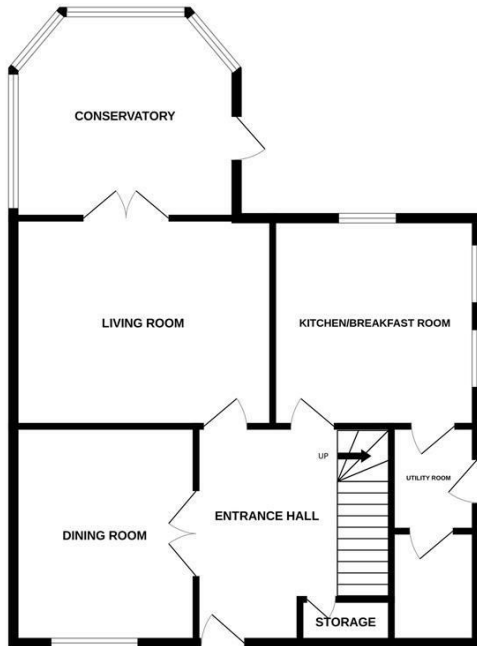 CONSERVATORY
LIVING ROOM
KITCHEN/BREAKFAST ROOM
UP
UTILITY ROOM
ENTRANCE HALL
DINING ROOM
STORAGE